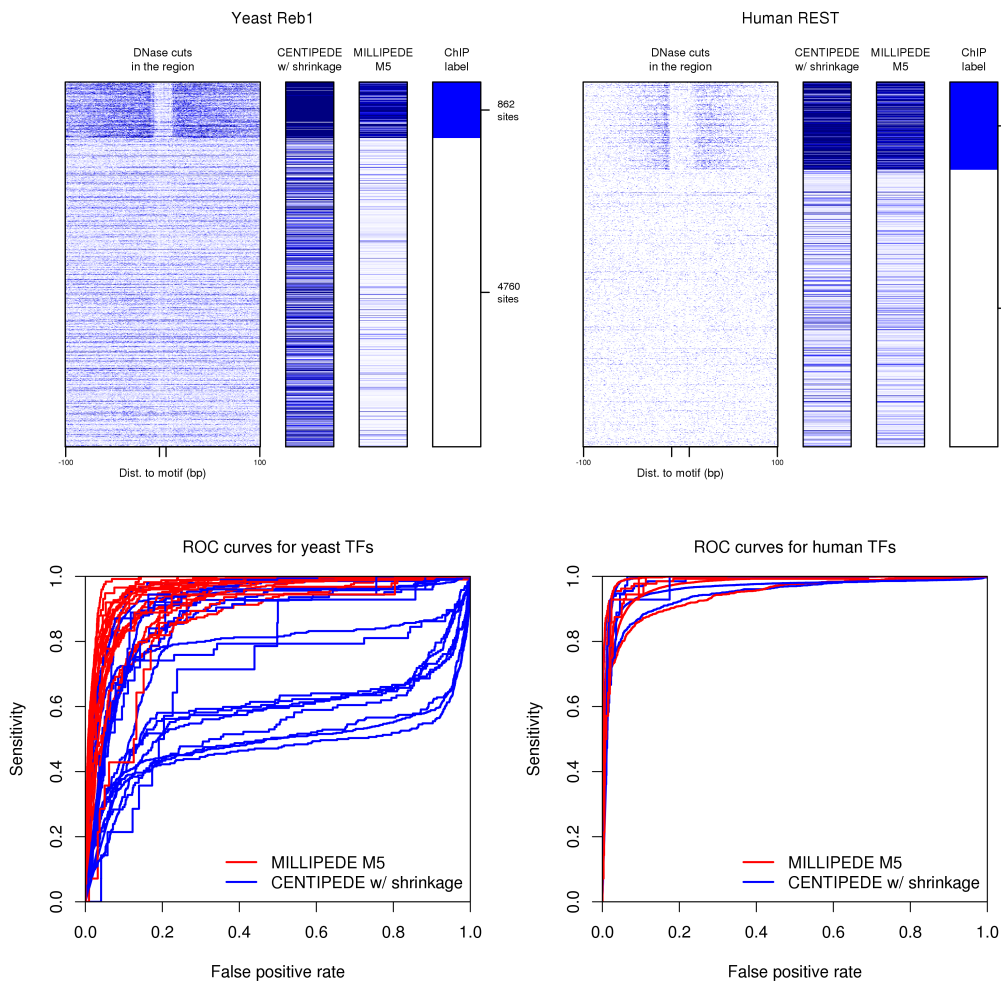 Yeast Reb1
DNase cuts
in the region
CENTIPEDE
w/ shrinkage
MILLIPEDE
M5
ChIP
label
862
sites
4760
sites
-100
100
Dist. to motif (bp)
Human REST
DNase cuts
in the region
CENTIPEDE
w/ shrinkage
MILLIPEDE
M5
ChIP
label
-100
100
Dist. to motif (bp)
ROC curves for yeast TFs
Sensitivity
1.0
0.8
0.6
0.4
0.2
0.0
MILLIPEDE M5
CENTIPEDE w/ shrinkage
0.0 0.2 0.4 0.6 0.8 1.0
False positive rate
ROC curves for human TFs
Sensitivity
1.0
0.8
0.6
0.4
0.2
0.0
MILLIPEDE M5
CENTIPEDE w/ shrinkage
0.0 0.2 0.4 0.6 0.8 1.0
False positive rate